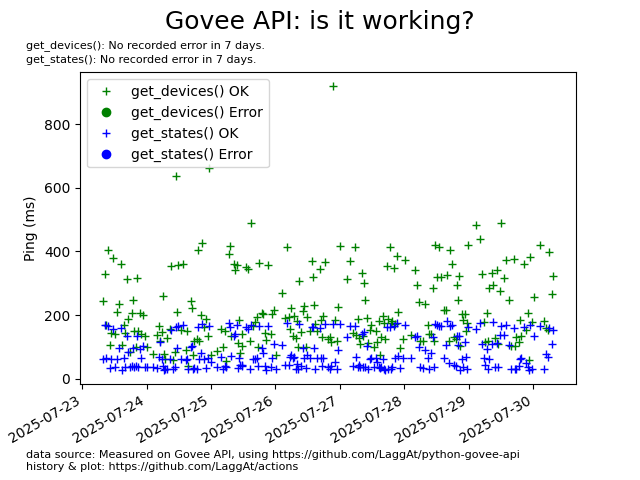 Govee API: is it working?
get_devices(): No recorded error in 7 days.
get_states(): No recorded error in 7 days.
get_devices() OK
get_devices() Error
get_states() OK
get_states() Error
Ping (ms)
800
600
400
200
0
2025-07-23
2025-07-24
2025-07-25
2025-07-26
2025-07-27
2025-07-28
2025-07-29
2025-07-30
data source: Measured on Govee API, using https://github.com/LaggAt/python-govee-api
history & plot: https://github.com/LaggAt/actions